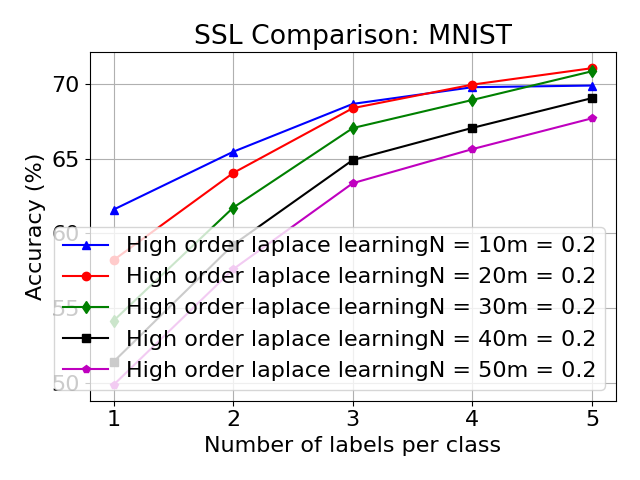 SSL Comparison: MNIST
Accuracy (%)
70
65
60
55
50
High order laplace learningN = 10m = 0.2
High order laplace learningN = 20m = 0.2
High order laplace learningN = 30m = 0.2
High order laplace learningN = 40m = 0.2
High order laplace learningN = 50m = 0.2
1 2 3 4 5
Number of labels per class